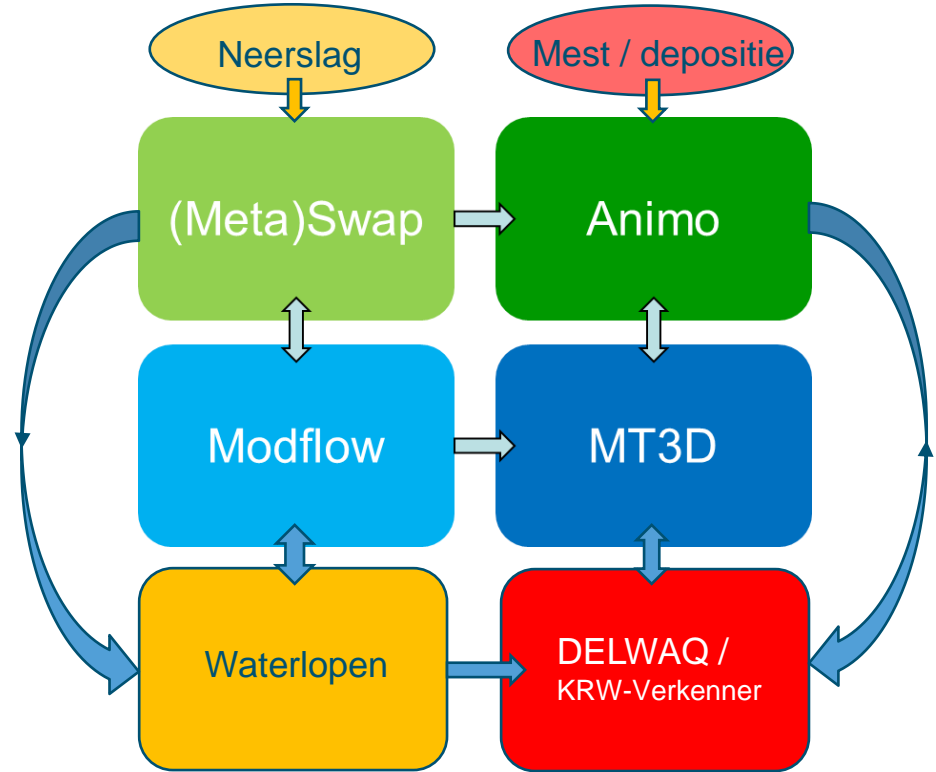 Neerslag
Mest / depositie
(Meta)Swap
Animo
Modflow
MT3D
Waterlopen
DELWAQ /
KRW-Verkenner